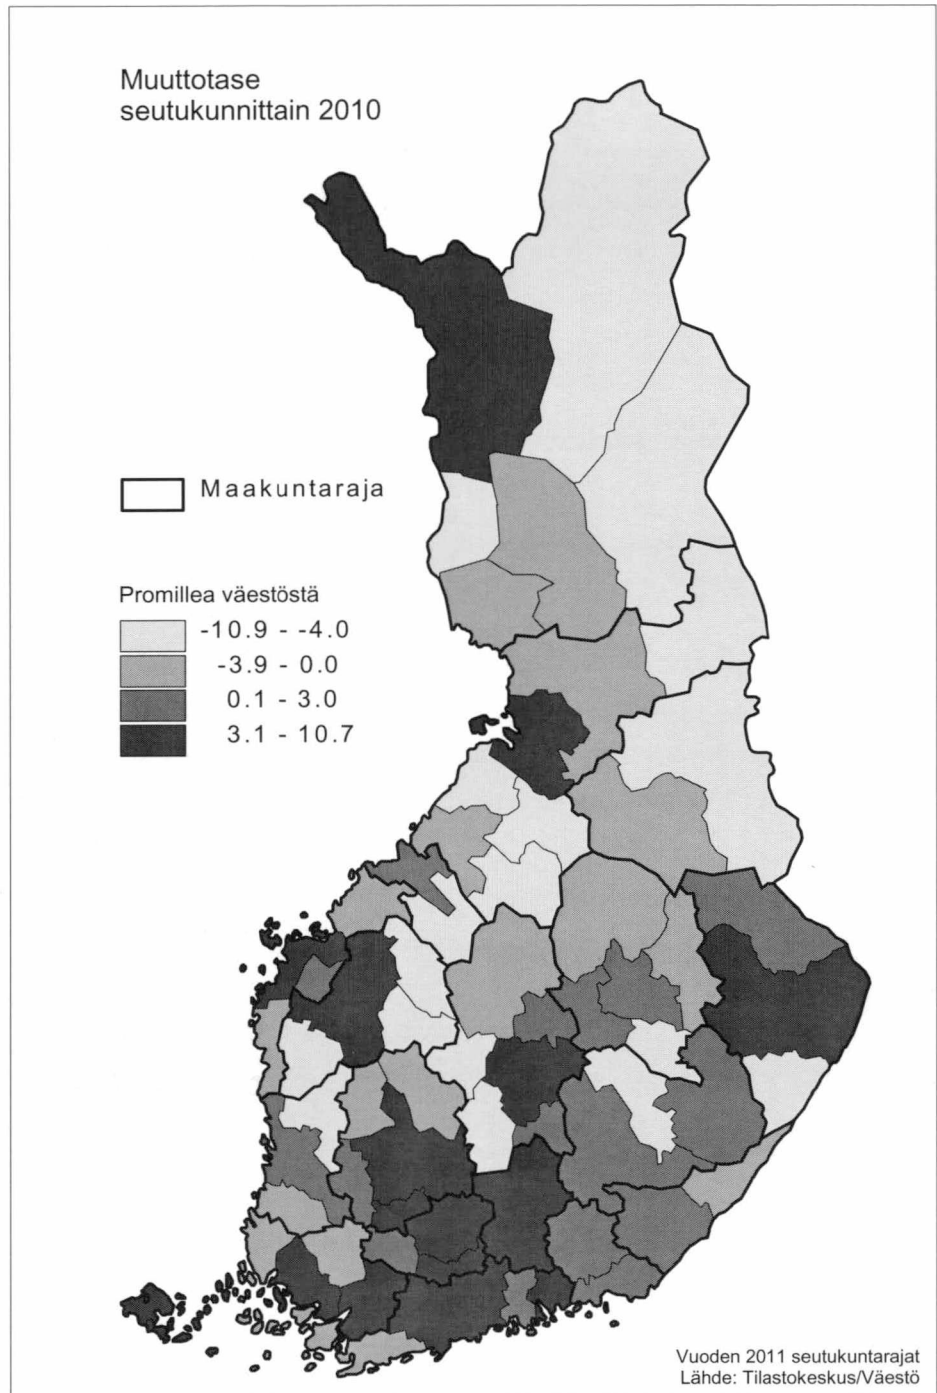 Muuttotase
seutukunnittain 2010
Maakuntaraja
Promillea väestöstä
-10.9 - -4.0
-3.9 - 0.0
0.1 - 3.0
3.1 - 10.7
Vuoden 2011 seutukuntarajat
Lähde: Tilastokeskus/Väestö